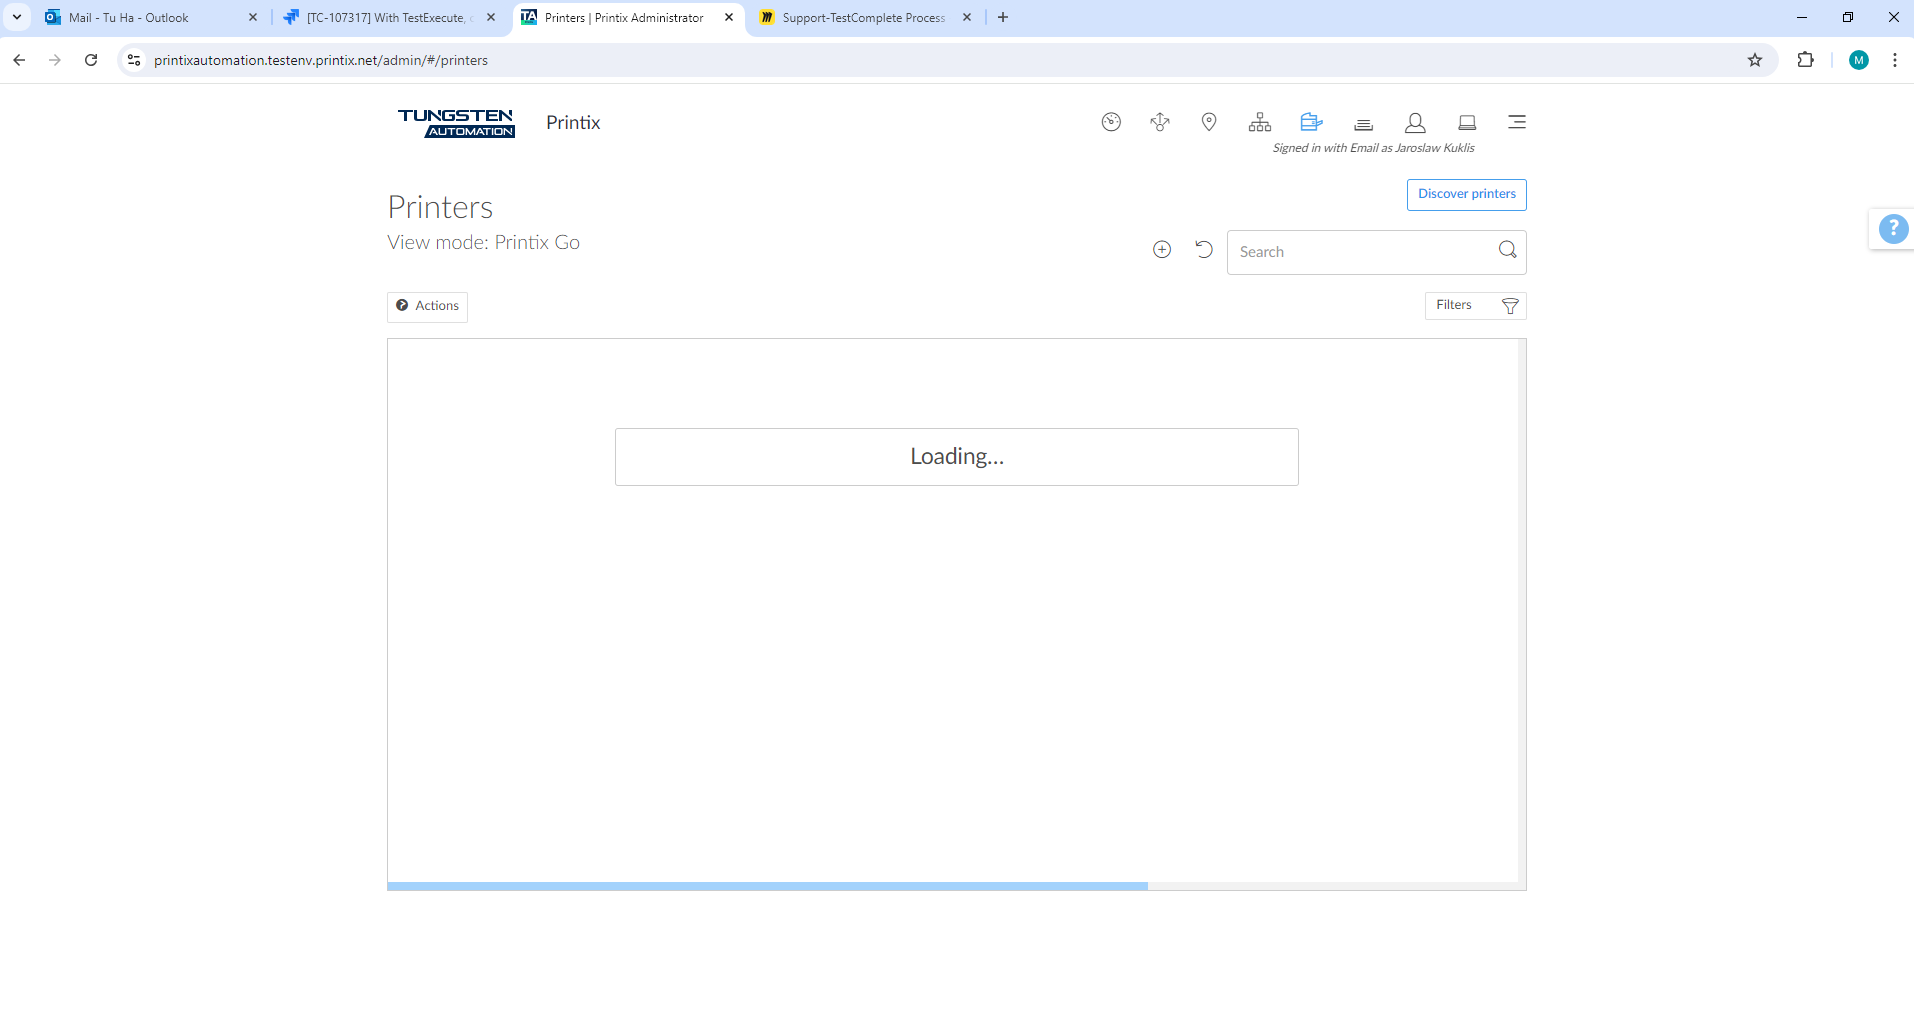 Mail - Tu Ha - Outlook
[TC-107317] With TestExecute,
Printers | Printix Administrator
Support-TestComplete Process
printixautomation.testenv.printix.net/admin/#/printers
M
TUNGSTEN
AUTOMATION
Printix
Signed in with Email as Jaroslaw Kuklis
Printers
Discover printers
View mode: Printix Go
Search
?
Actions
Filters
Loading...